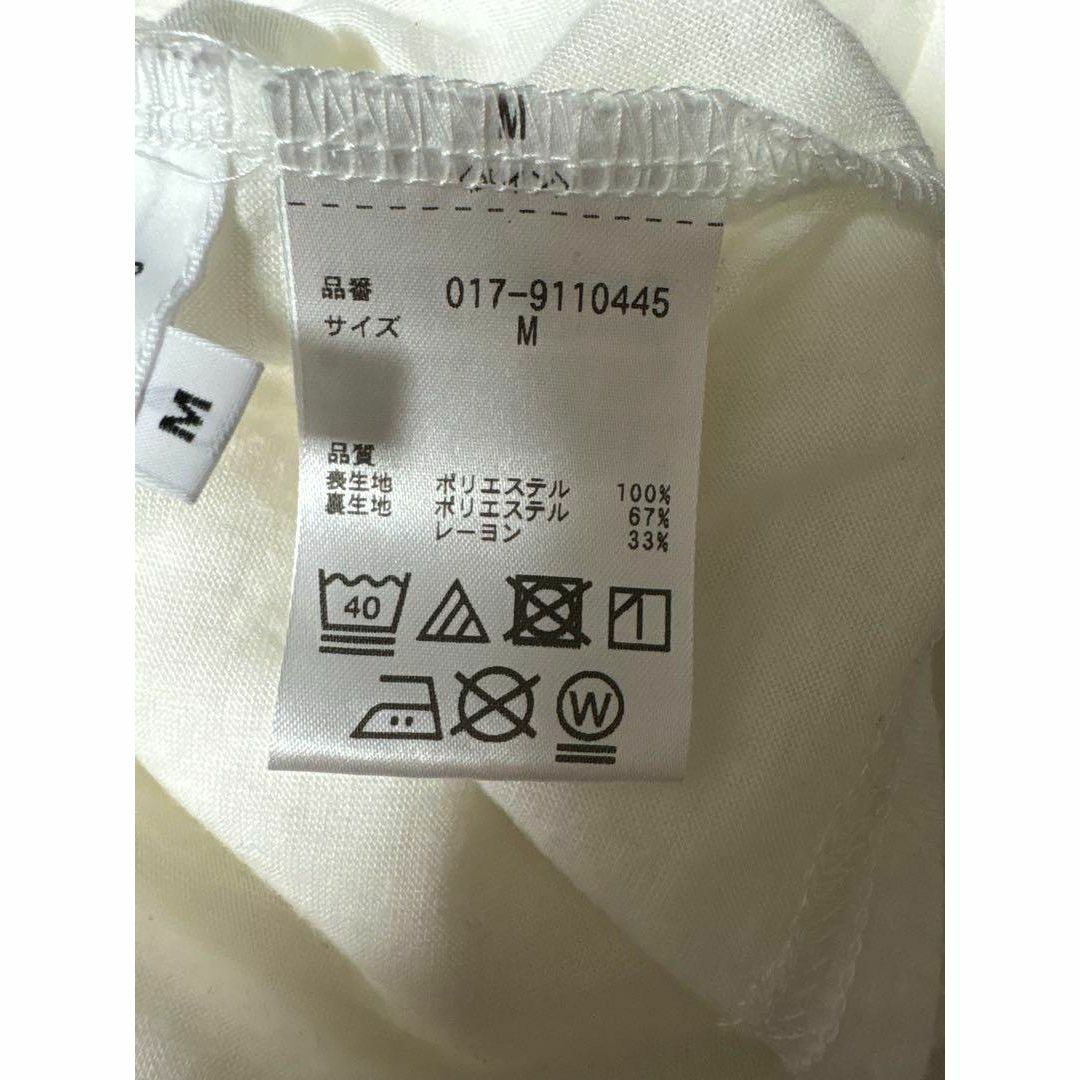 M
品番 017-9110445
サイズ M
M
品質
表生地 ポリエステル 100%
裏生地 ポリエステル 67%
レーヨン 33%
40
W